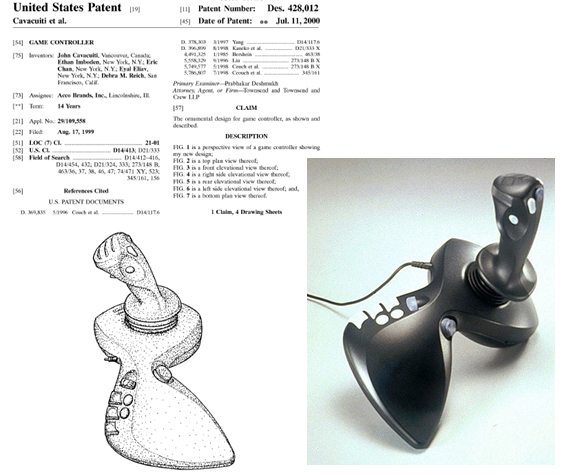 United States Patent [19]
Cavacuiti et al.
[11] Patent Number: Des. 428,012
[45] Date of Patent: ** Jul. 11, 2000
[54] GAME CONTROLLER
[75] Inventors: John Cavacuiti, Vancouver, Canada;
Ethan Imboden, New York, N.Y.; Eric
Chan, New York, N.Y.; Eyal Eliav,
New York, N.Y.; Debra M. Reich, San
Francisco, Calif.
[73] Assignee: Acco Brands, Inc., Lincolnshire, Ill.
[**] Term: 14 Years
[21] Appl. No.: 29/109,558
[22] Filed: Aug. 17, 1999
[51] LOC (7) Cl. 21-01
[52] U.S. Cl. D14/413; D21/333
[58] Field of Search D14/412-416,
D14/454, 432, D21/324, 333; 273/148 B,
463/36, 37, 38, 46, 47; 74/471 XY, 523;
345/161, 156
[56] References Cited
U.S. PATENT DOCUMENTS
D. 369,835 5/1996 Couch et al. D14/117.6
D. 378,303 3/1997 Yang D14/117.6
D. 396,899 8/1998 Kaneko et al. D21/333 X
4,491,325 1/1985 Bersheim 463/38
5,558,329 9/1996 Liu 273/148 B X
5,749,577 5/1998 Couch et al. 273/148 B X
5,786,807 7/1998 Couch et al. 345/161
Primary Examiner—Prabhakar Deshmukh
Attorney, Agent, or Firm—Townsend and Townsend and
Crew LLP
[57] CLAIM
The ornamental design for game controller, as shown and
described.
DESCRIPTION
FIG. 1 is a perspective view of a game controller showing
my new design;
FIG. 2 is a top plan view thereof;
FIG. 3 is a front elevational view thereof;
FIG. 4 is a right side elevational view thereof;
FIG. 5 is a rear elevational view thereof;
FIG. 6 is a left side elevational view thereof; and,
FIG. 7 is a bottom plan view thereof.
1 Claim, 4 Drawing Sheets